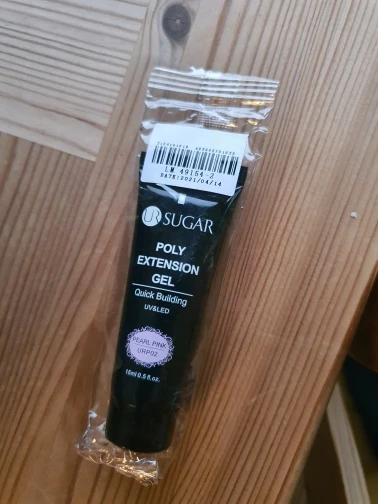 LM 49154-2
DATE:2021/04/14
UR SUGAR
POLY
EXTENSION
GEL
Quick Building
UV&LED
PEARL PINK
URP02
15ml 0.5 fl.oz.